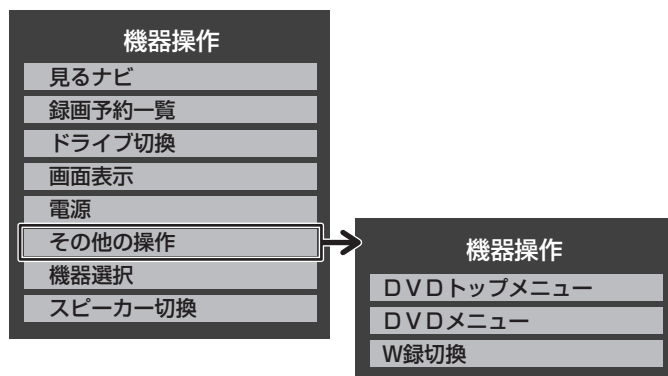 機器操作
見るナビ
録画予約一覧
ドライブ切換
画面表示
電源
その他の操作
機器選択
スピーカー切換
機器操作
ＤＶＤトップメニュー
ＤＶＤメニュー
W録切換